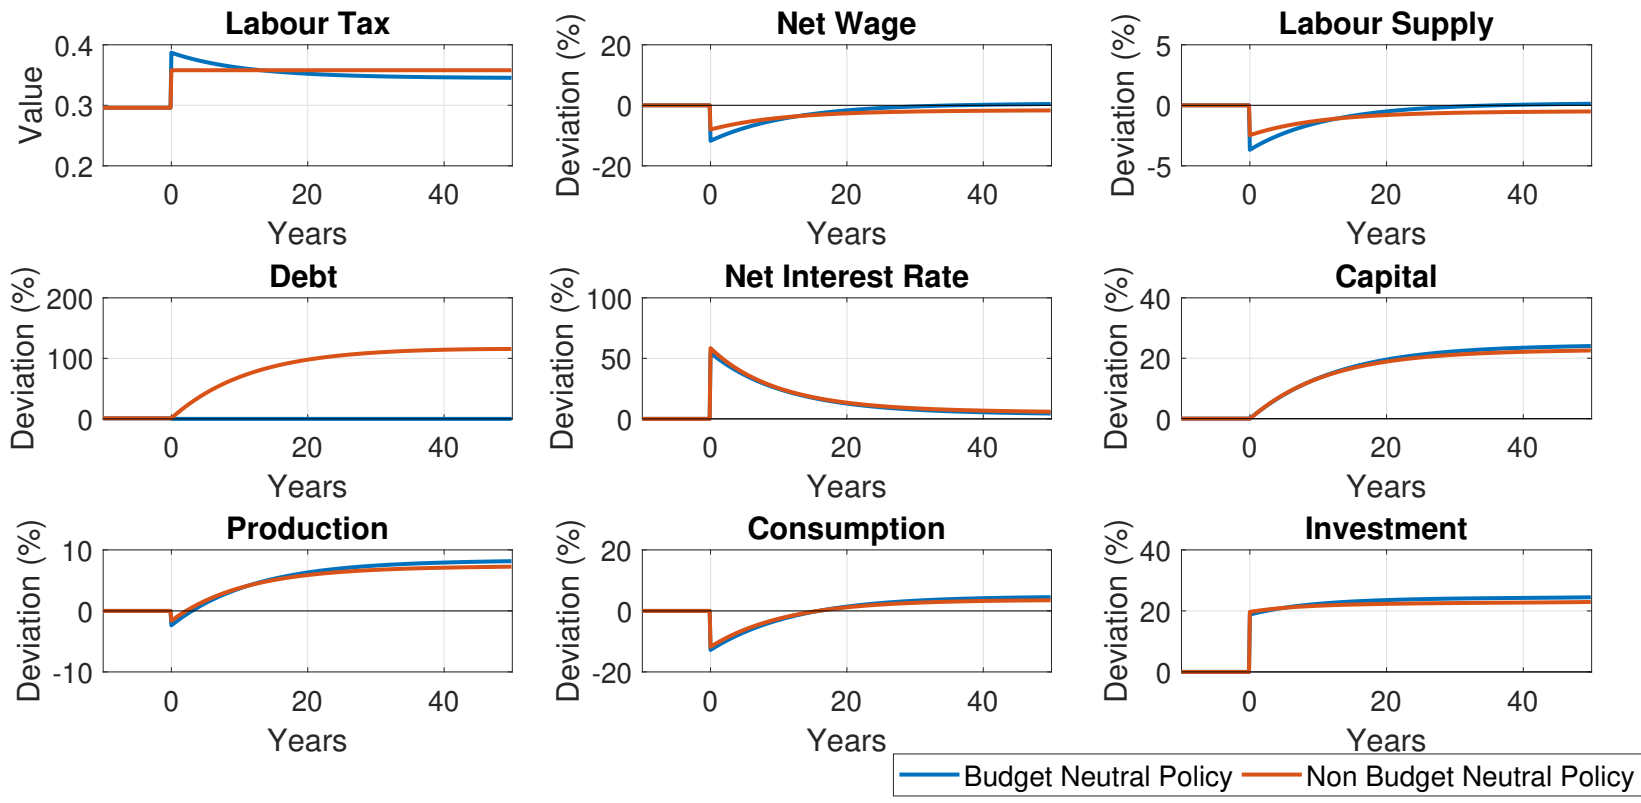 Labour Tax
Value
0.4
0.3
0.2
0 20 40
Years
Net Wage
Deviation (%)
20
0
-20
0 20 40
Years
Labour Supply
Deviation (%)
5
0
-5
0 20 40
Years
Debt
Deviation (%)
200
100
0
0 20 40
Years
Net Interest Rate
Deviation (%)
100
50
0
0 20 40
Years
Capital
Deviation (%)
40
20
0
0 20 40
Years
Production
Deviation (%)
10
0
-10
0 20 40
Years
Consumption
Deviation (%)
20
0
-20
0 20 40
Years
Investment
Deviation (%)
40
20
0
0 20 40
Years
Budget Neutral Policy Non Budget Neutral Policy